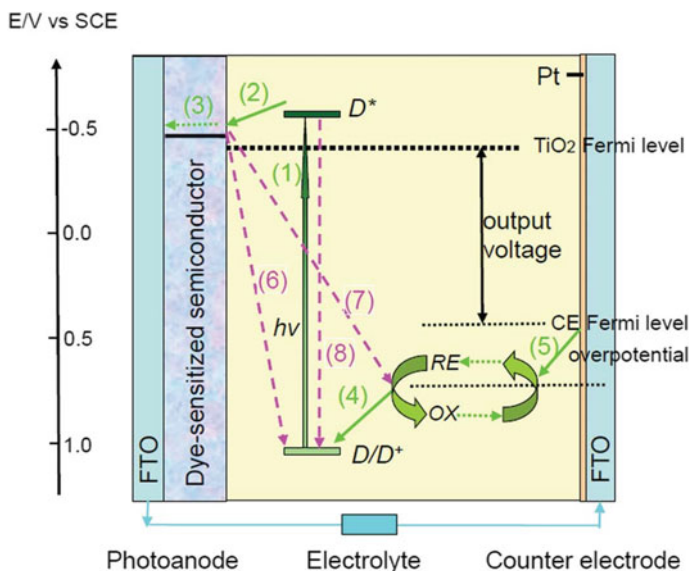 E/V vs SCE
Pt
-0.5
(3)
(2)
D*
TiO2 Fermi level
(1)
output
voltage
0.0
Dye-sensitized semiconductor
(6)
(7)
hν
(8)
CE Fermi level
0.5
overpotential
(5)
RE
(4)
OX
1.0
D/D+
FTO
FTO
Photoanode
Electrolyte
Counter electrode